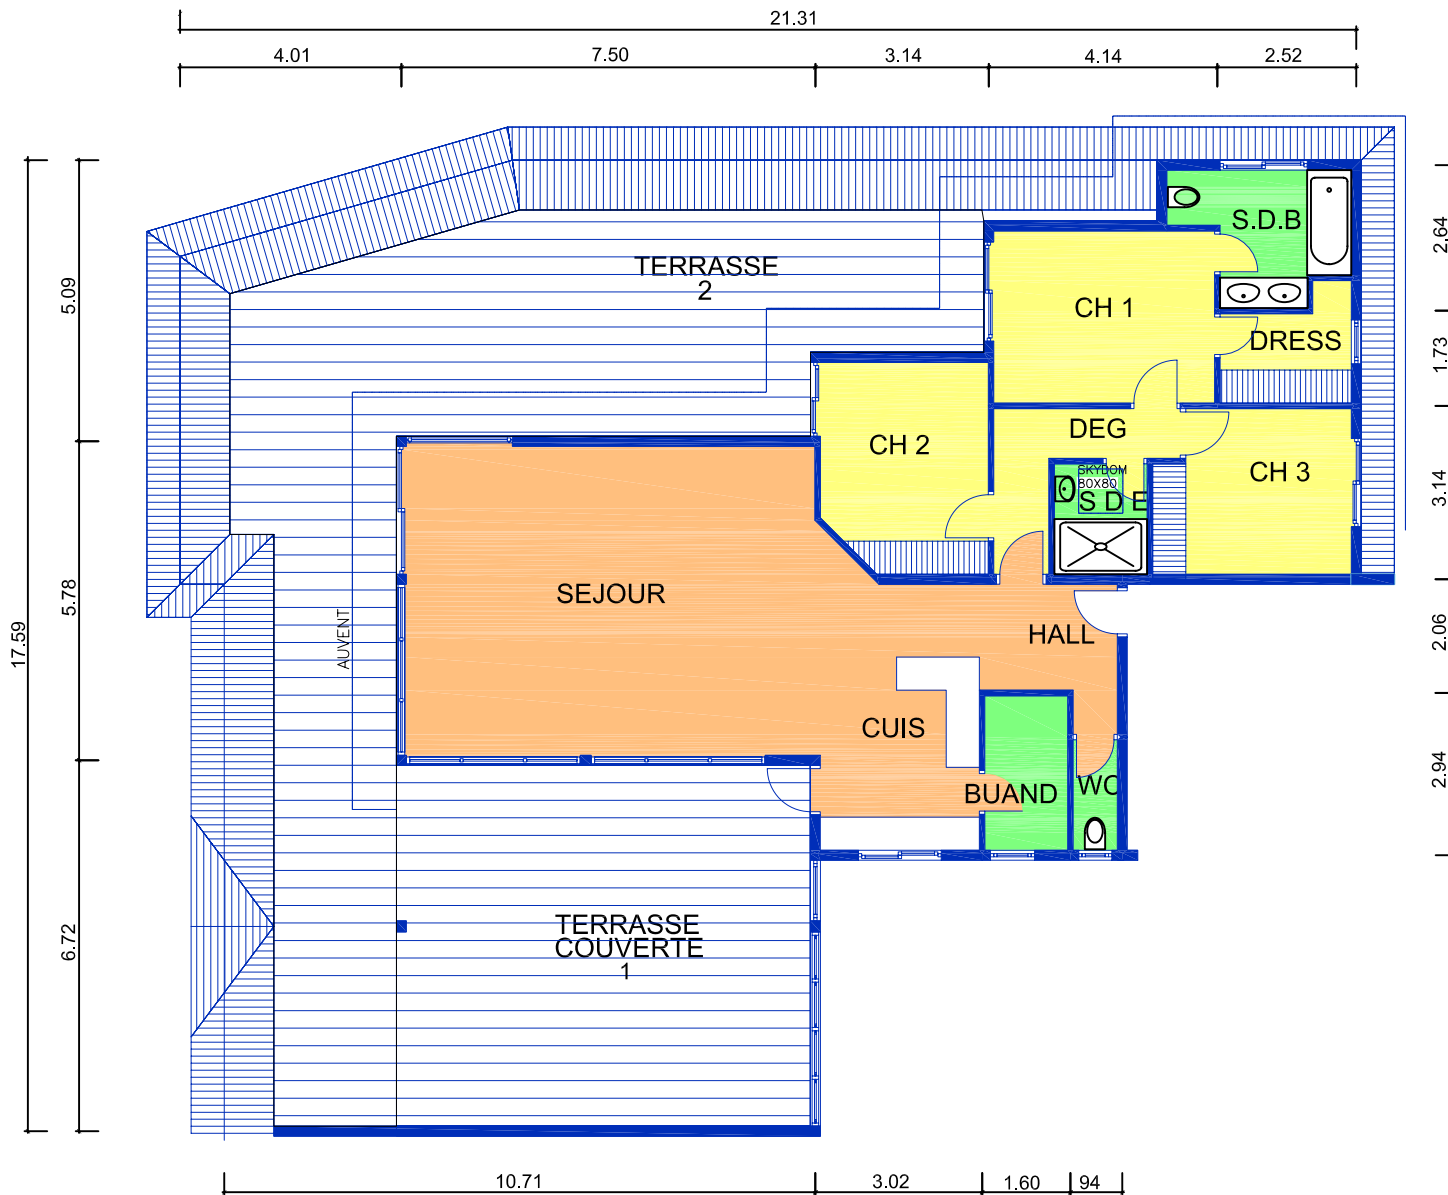 21.31
4.01
7.50
3.14
4.14
2.52
S.D.B
2.64
TERRASSE
2
5.09
CH 1
DRESS
1.73
DEG
CH 2
SKYDOM
80X80
CH 3
3.14
S D E
5.78
SEJOUR
AUVENT
HALL
2.06
17.59
CUIS
BUAND
WC
2.94
TERRASSE
COUVERTE
1
6.72
10.71
3.02
1.60
94